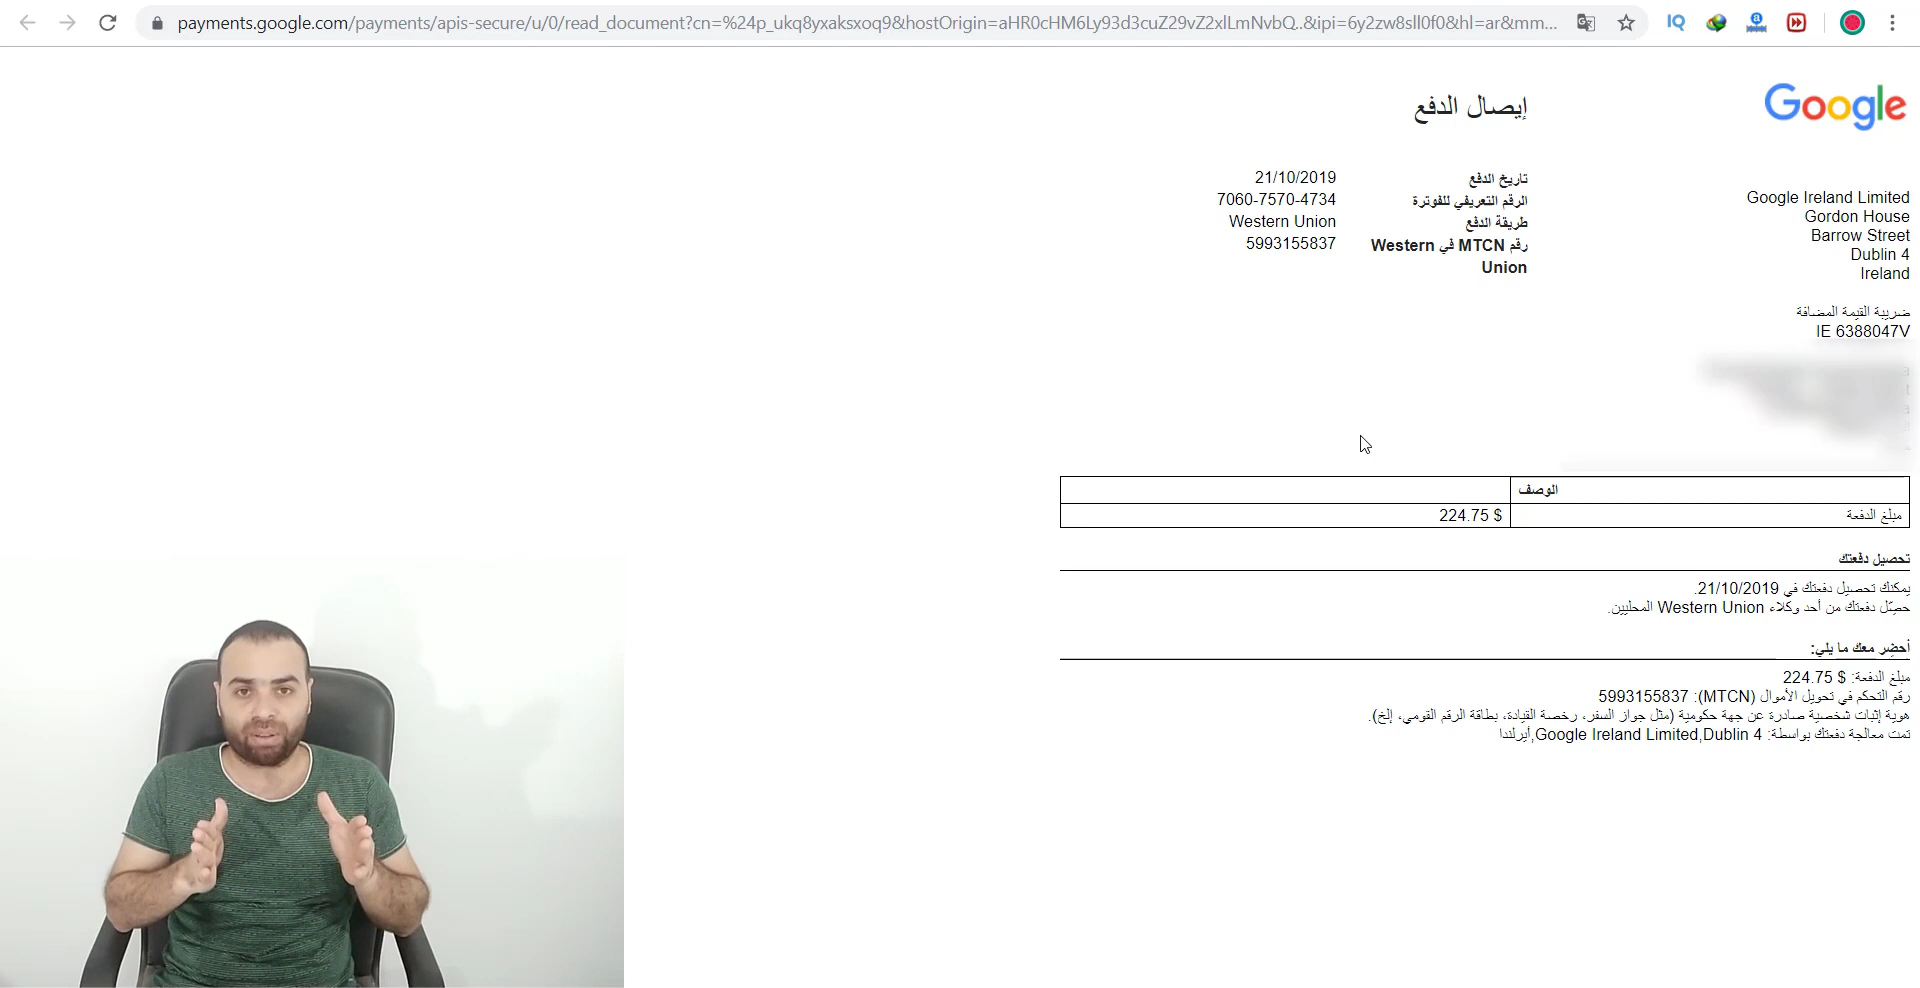 payments.google.com/payments/apis-secure/u/0/read_document?cn=%24p_ukq8yxaksxoq9&hostOrigin=aHR0cHM6Ly93d3cuZ29vZ2xlLmNvbQ..&ipi=6y2zw8sll0f0&hl=ar&mm...
Google
إيصال الدفع
تاريخ الدفع 21/10/2019
الرقم التعريفي للفوترة 7060-7570-4734
طريقة الدفع Western Union
رقم MTCN في Western Union 5993155837
Google Ireland Limited
Gordon House
Barrow Street
Dublin 4
Ireland
ضريبة القيمة المضافة
IE 6388047V
الوصف
مبلغ الدفعة 224.75 $
تحصيل دفعتك
يمكنك تحصيل دفعتك في 21/10/2019.
حصِّل دفعتك من أحد وكلاء Western Union المحليين.
أحضِر معك ما يلي:
مبلغ الدفعة: $ 224.75
رقم التحكم في تحويل الأموال (MTCN): 5993155837
هوية إثبات شخصية صادرة عن جهة حكومية (مثل جواز السفر، رخصة القيادة، بطاقة الرقم القومي، إلخ).
تمت معالجة دفعتك بواسطة: Google Ireland Limited,Dublin 4,أيرلندا